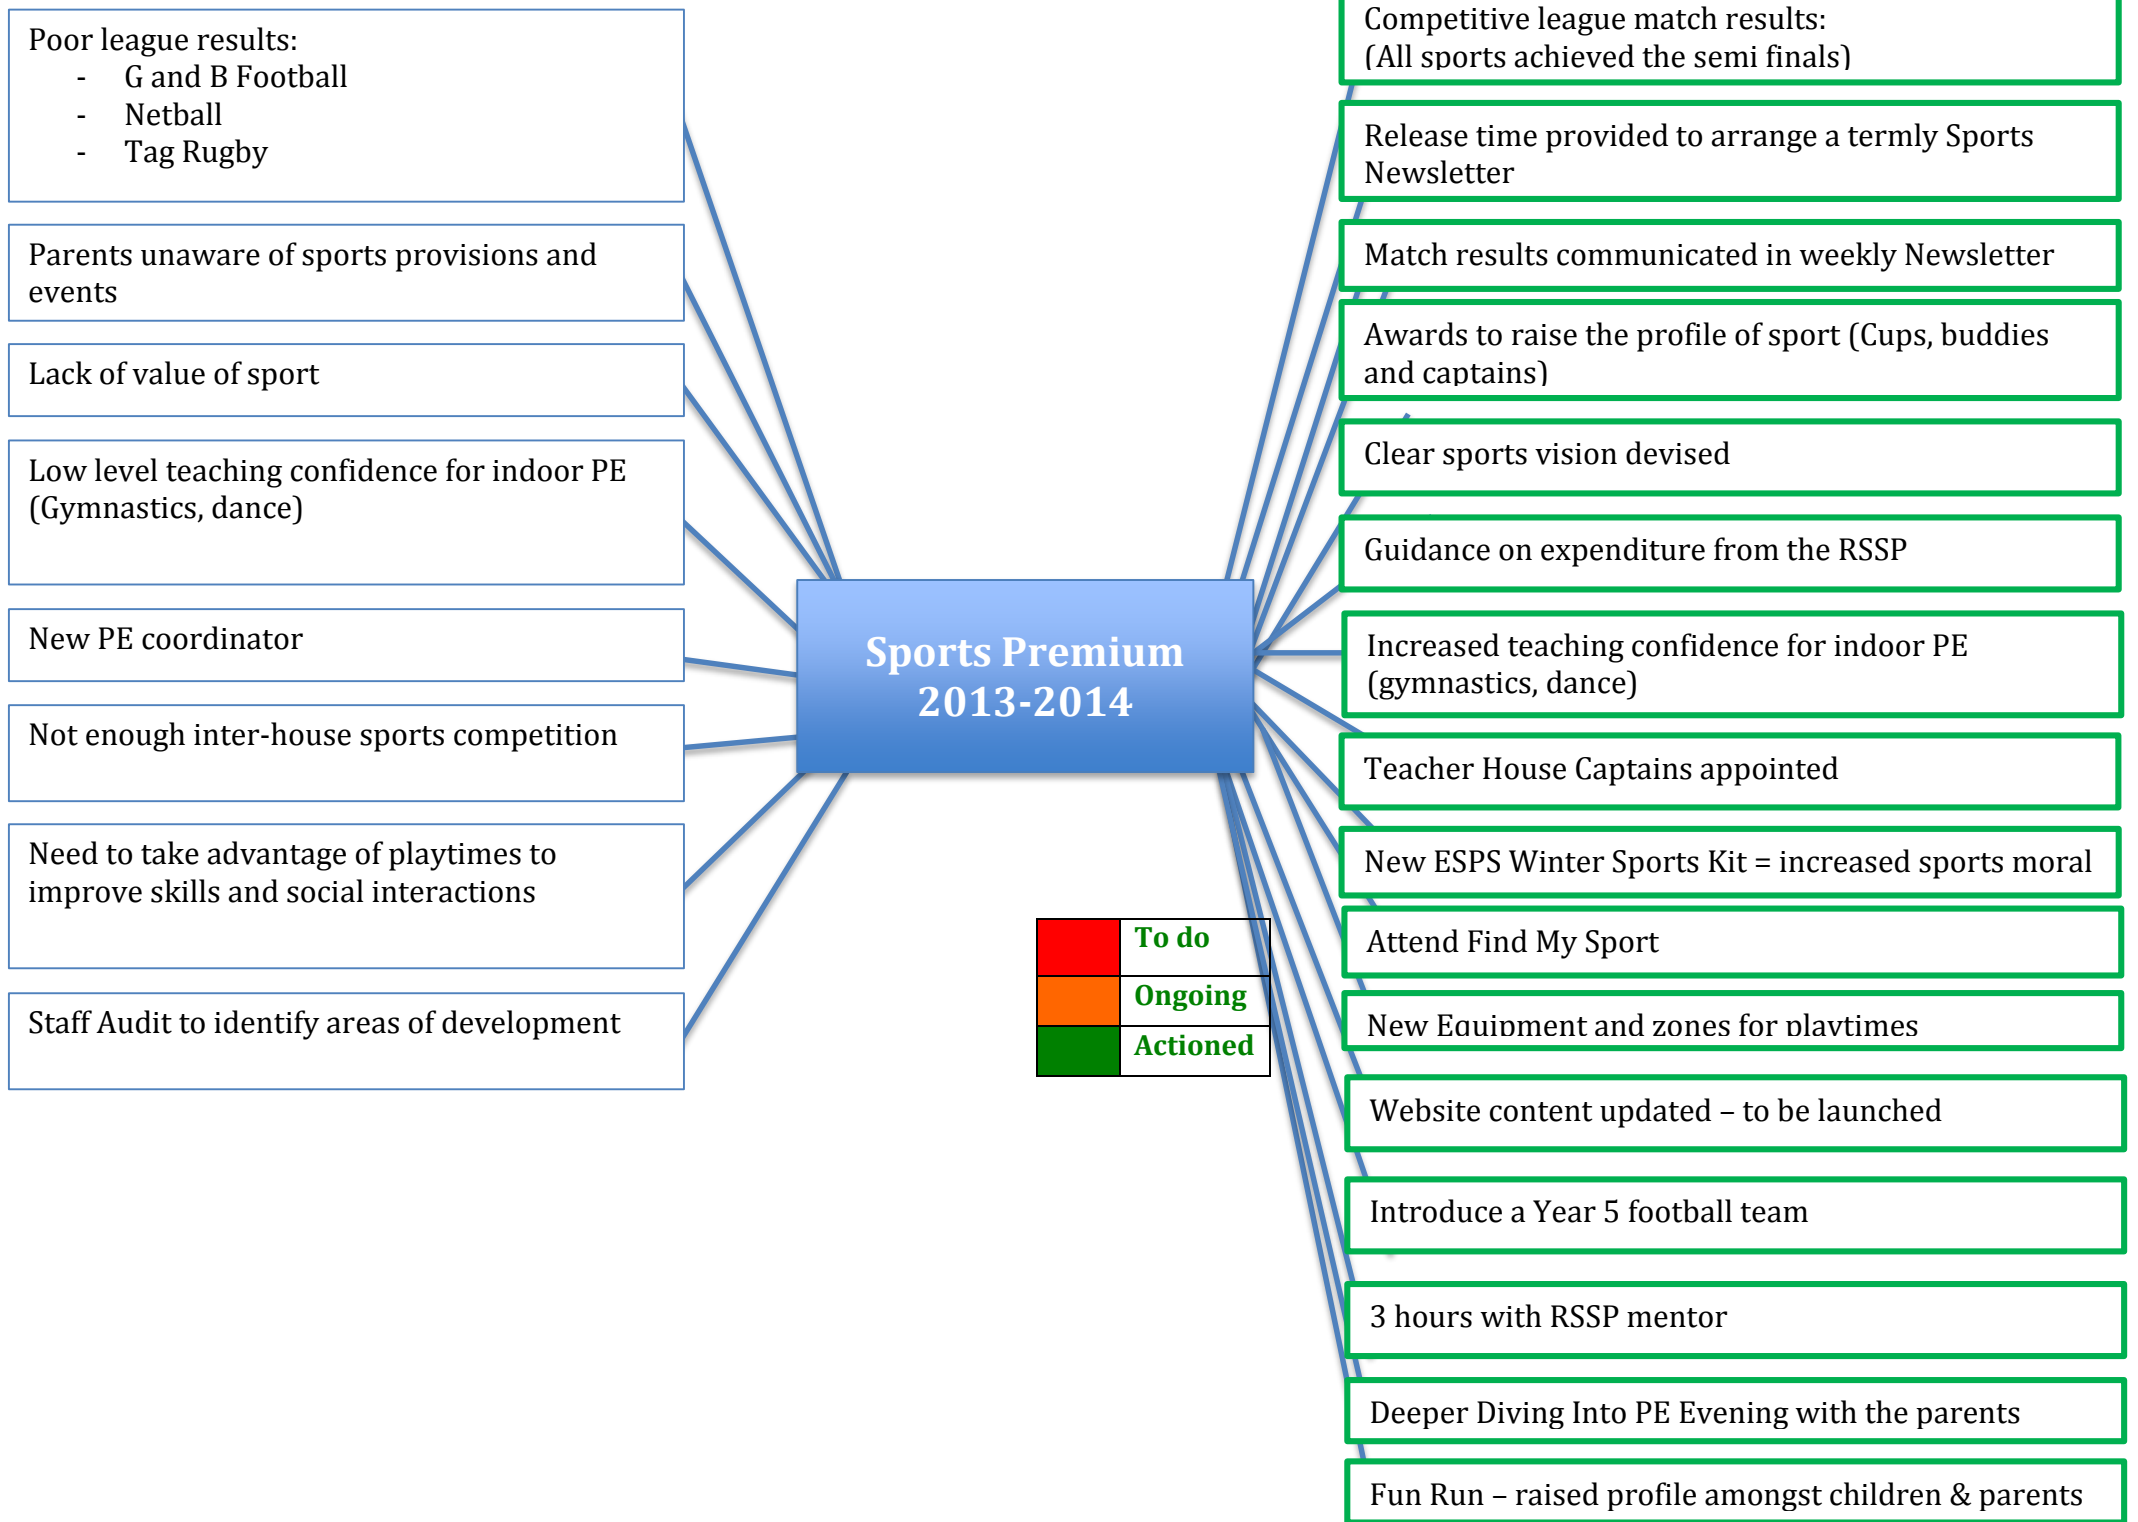 Poor league results:
- G and B Football
- Netball
- Tag Rugby
Parents unaware of sports provisions and
events
Lack of value of sport
Low level teaching confidence for indoor PE
(Gymnastics, dance)
New PE coordinator
Not enough inter-house sports competition
Need to take advantage of playtimes to
improve skills and social interactions
Staff Audit to identify areas of development
Sports Premium
2013-2014
To do
Ongoing
Actioned
Competitive league match results:
(All sports achieved the semi finals)
Release time provided to arrange a termly Sports
Newsletter
Match results communicated in weekly Newsletter
Awards to raise the profile of sport (Cups, buddies
and captains)
Clear sports vision devised
Guidance on expenditure from the RSSP
Increased teaching confidence for indoor PE
(gymnastics, dance)
Teacher House Captains appointed
New ESPS Winter Sports Kit = increased sports moral
Attend Find My Sport
New Equipment and zones for playtimes
Website content updated – to be launched
Introduce a Year 5 football team
3 hours with RSSP mentor
Deeper Diving Into PE Evening with the parents
Fun Run – raised profile amongst children & parents